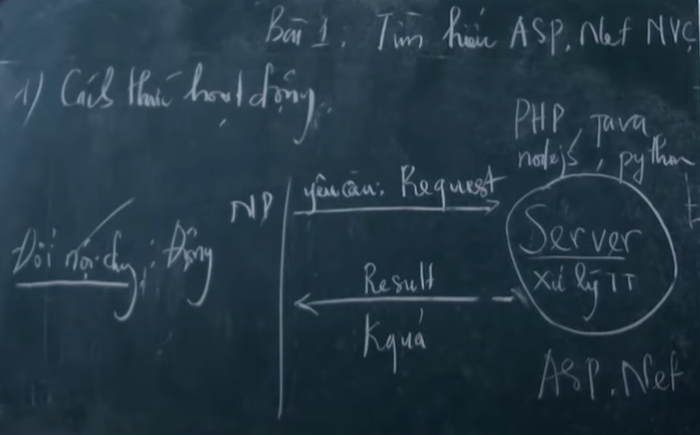 Bài 1: Tìm hiểu ASP.Net MVC
1) Cách thức hoạt động
PHP, Java
nodejs, python
NP
yêu cầu: Request
Server
Xử lý TT
Động
Result
Kquả
ASP.Net